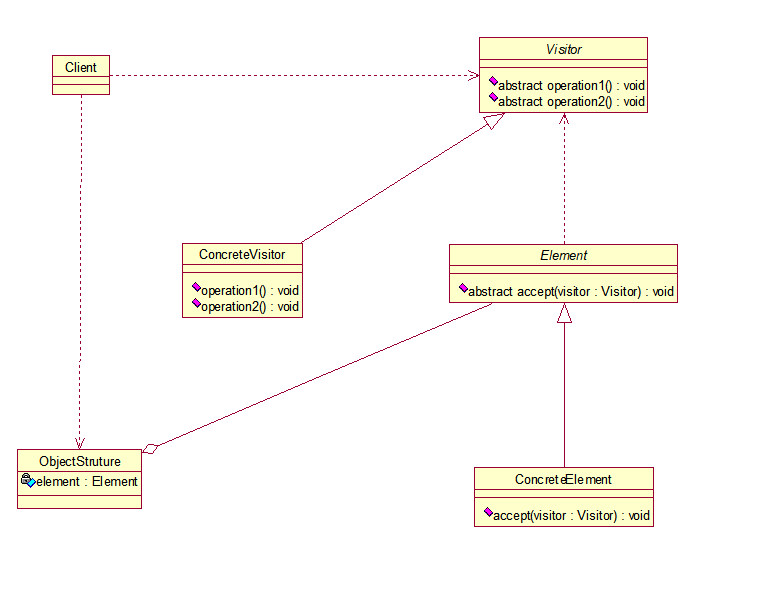 Client
Visitor
abstract operation1() : void
abstract operation2() : void
ConcreteVisitor
operation1() : void
operation2() : void
Element
abstract accept(visitor : Visitor) : void
ObjectStruture
element : Element
ConcreteElement
accept(visitor : Visitor) : void